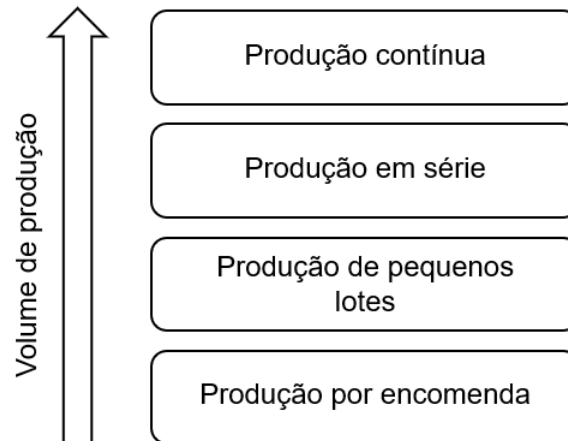 Volume de produção
Produção contínua
Produção em série
Produção de pequenos
lotes
Produção por encomenda